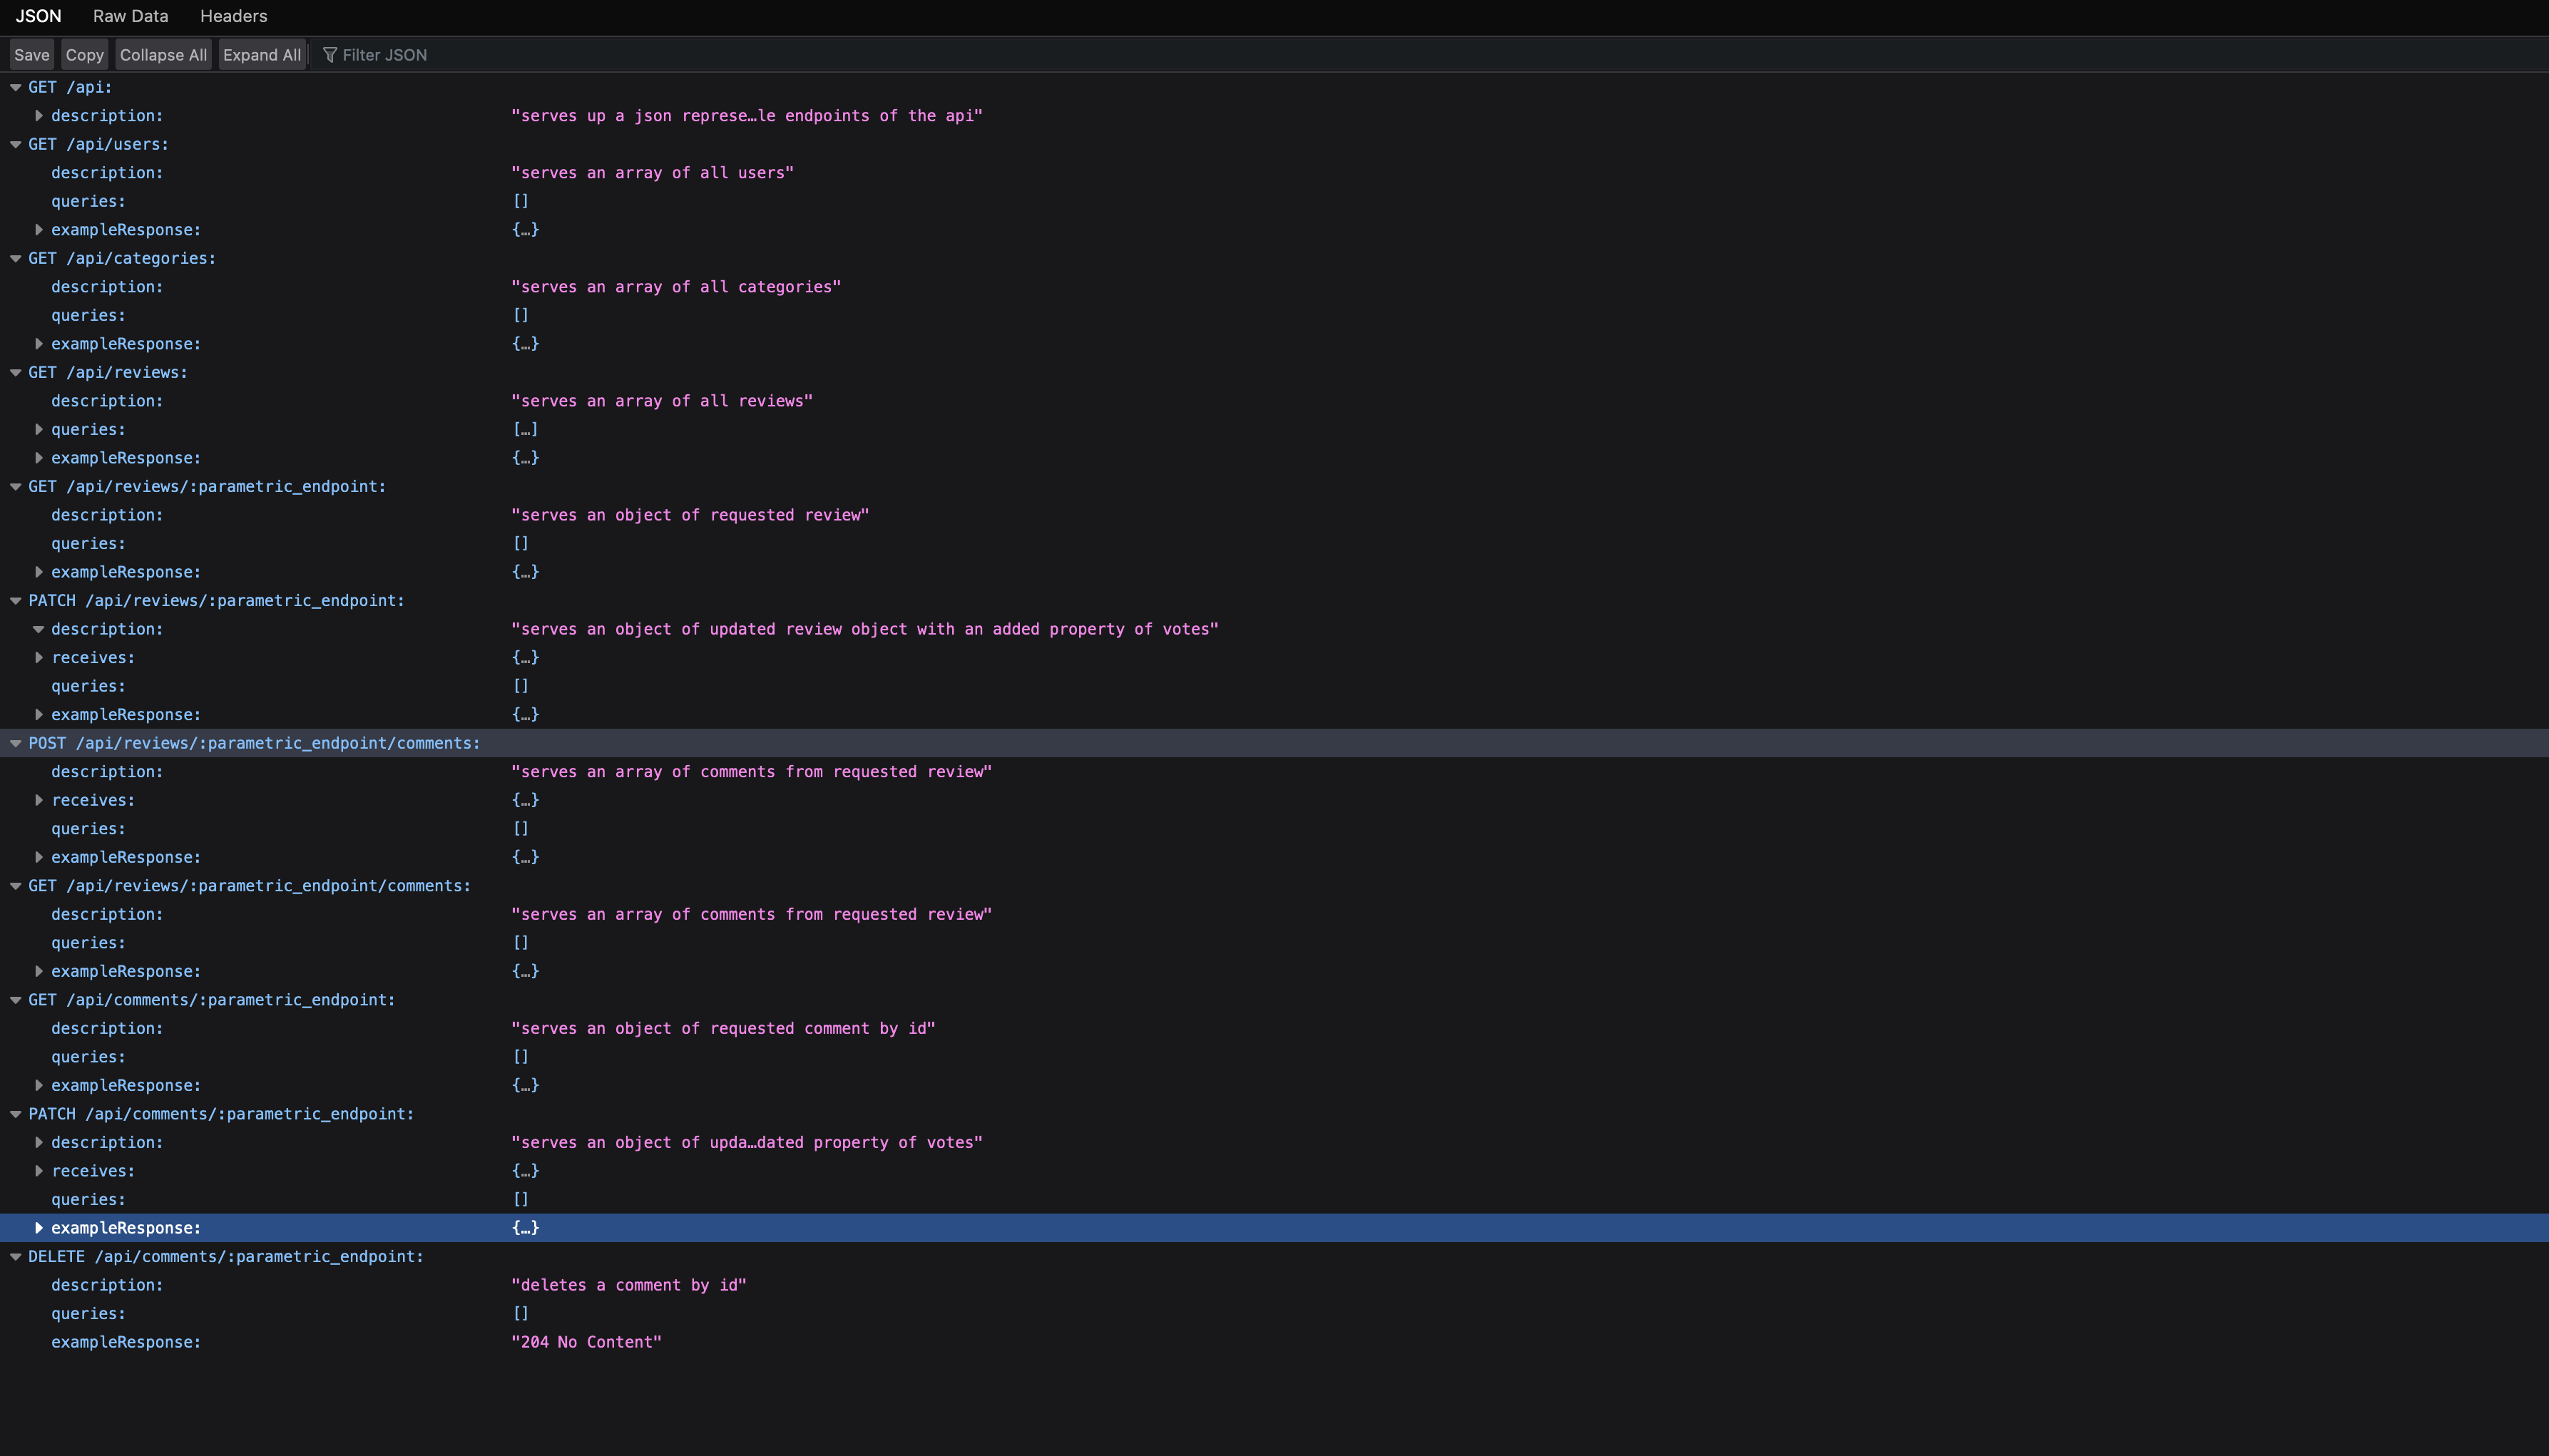 JSON Raw Data Headers
Save Copy Collapse All Expand All Filter JSON
GET /api:
description: "serves up a json represe…le endpoints of the api"
GET /api/users:
description: "serves an array of all users"
queries: []
exampleResponse: {…}
GET /api/categories:
description: "serves an array of all categories"
queries: []
exampleResponse: {…}
GET /api/reviews:
description: "serves an array of all reviews"
queries: […]
exampleResponse: {…}
GET /api/reviews/:parametric_endpoint:
description: "serves an object of requested review"
queries: []
exampleResponse: {…}
PATCH /api/reviews/:parametric_endpoint:
description: "serves an object of updated review object with an added property of votes"
receives: {…}
queries: []
exampleResponse: {…}
POST /api/reviews/:parametric_endpoint/comments:
description: "serves an array of comments from requested review"
receives: {…}
queries: []
exampleResponse: {…}
GET /api/reviews/:parametric_endpoint/comments:
description: "serves an array of comments from requested review"
queries: []
exampleResponse: {…}
GET /api/comments/:parametric_endpoint:
description: "serves an object of requested comment by id"
queries: []
exampleResponse: {…}
PATCH /api/comments/:parametric_endpoint:
description: "serves an object of upda…dated property of votes"
receives: {…}
queries: []
exampleResponse: {…}
DELETE /api/comments/:parametric_endpoint:
description: "deletes a comment by id"
queries: []
exampleResponse: "204 No Content"